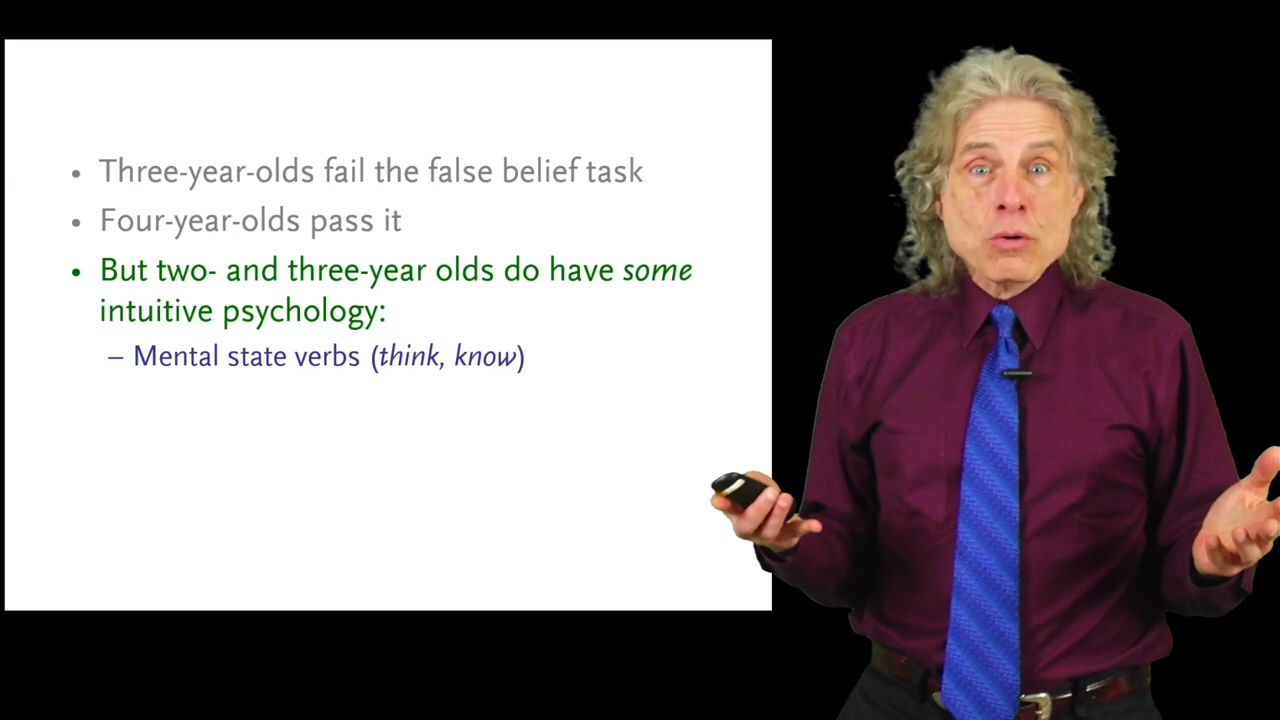 • Three-year-olds fail the false belief task
• Four-year-olds pass it
• But two- and three-year olds do have some
intuitive psychology:
– Mental state verbs (think, know)